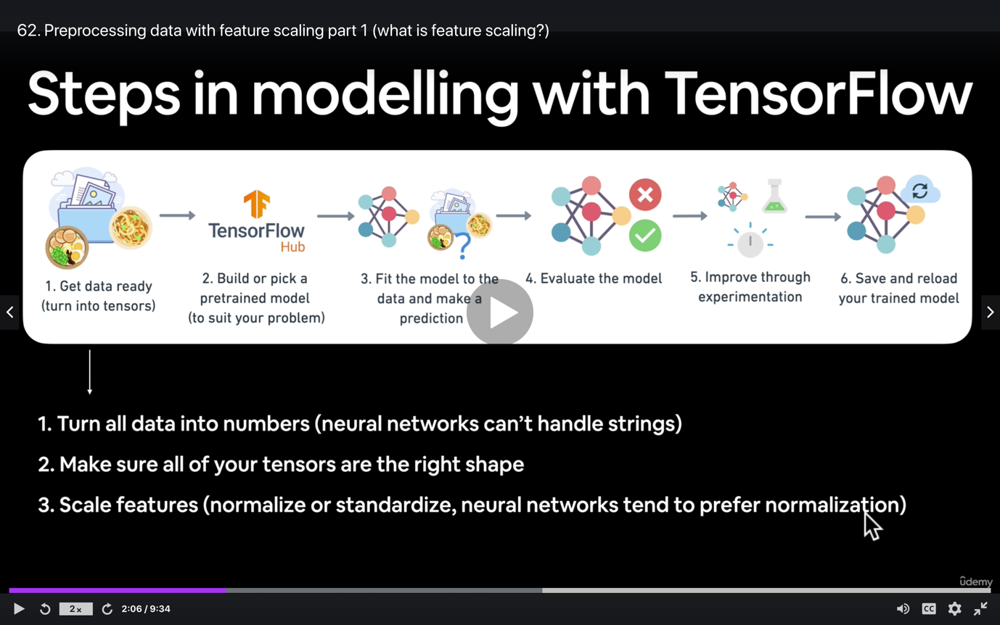 62. Preprocessing data with feature scaling part 1 (what is feature scaling?)
Steps in modelling with TensorFlow
TensorFlow
Hub
1. Get data ready
(turn into tensors)
2. Build or pick a
pretrained model
(to suit your problem)
3. Fit the model to the
data and make a
prediction
?
4. Evaluate the model
5. Improve through
experimentation
6. Save and reload
your trained model
1. Turn all data into numbers (neural networks can’t handle strings)
2. Make sure all of your tensors are the right shape
3. Scale features (normalize or standardize, neural networks tend to prefer normalization)
ûdemy
2x
2:06 / 9:34
CC